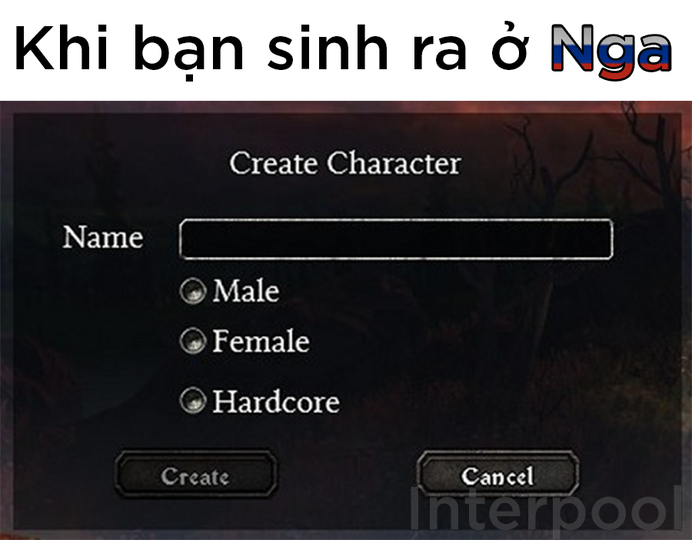 Khi bạn sinh ra ở Nga
Create Character
Name
Male
Female
Hardcore
Create Cancel
Interpool